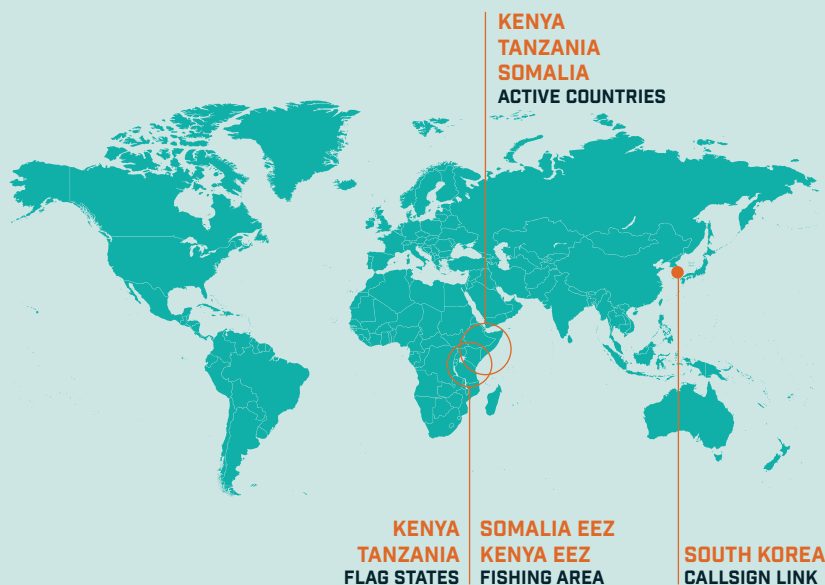 KENYA
TANZANIA
SOMALIA
ACTIVE COUNTRIES
KENYA
TANZANIA
FLAG STATES
SOMALIA EEZ
KENYA EEZ
FISHING AREA
SOUTH KOREA
CALLSIGN LINK